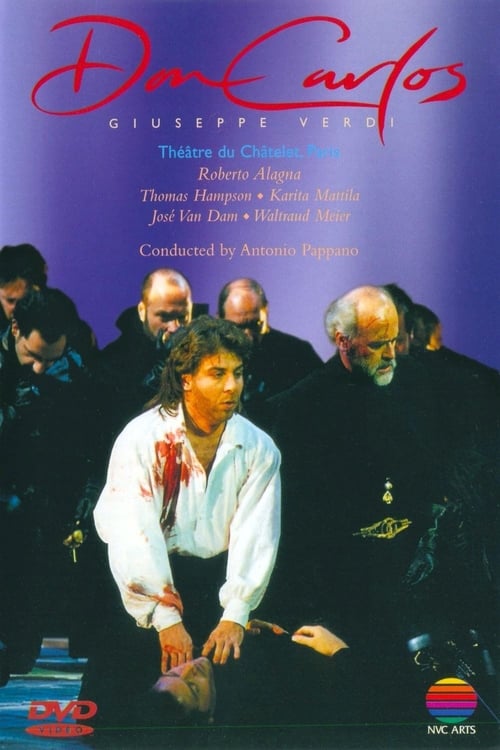 Don Carlos
GIUSEPPE VERDI
Théâtre du Châtelet, Paris
Roberto Alagna
Thomas Hampson ◆ Karita Mattila
José Van Dam ◆ Waltraud Meier
Conducted by Antonio Pappano
DVD
VIDEO
NVC ARTS